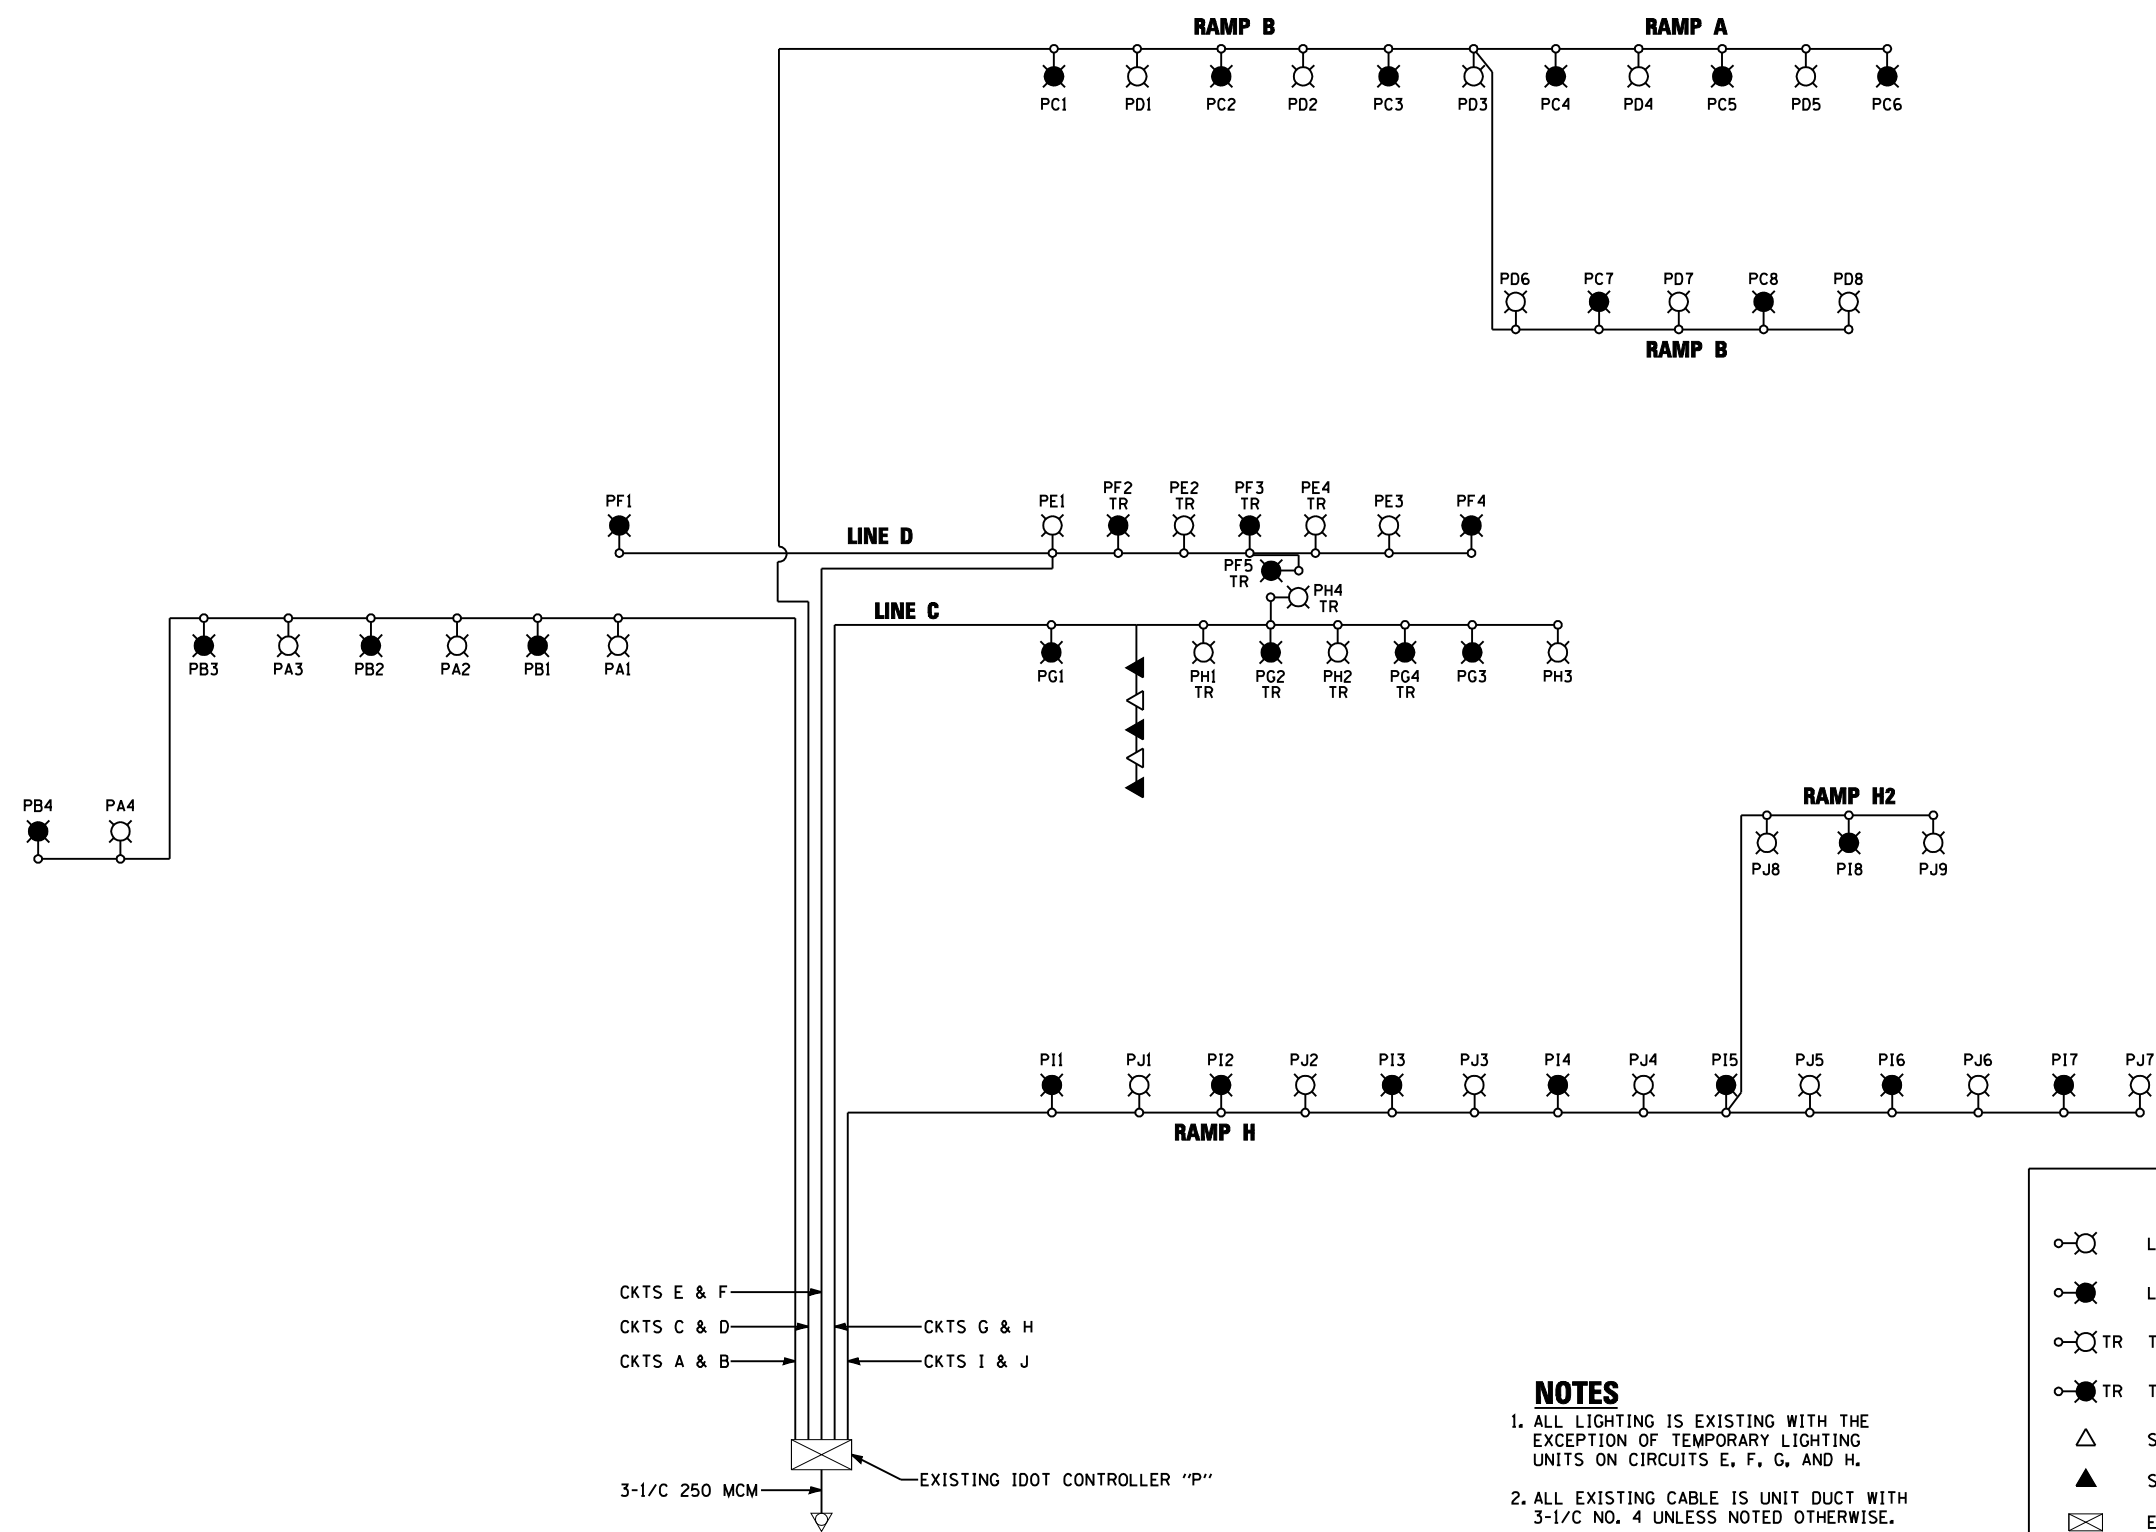 RAMP B
RAMP A
PC1 PD1 PC2 PD2 PC3 PD3 PC4 PD4 PC5 PD5 PC6
PD6 PC7 PD7 PC8 PD8
RAMP B
PF1 PE1 PF2 TR PE2 TR PF3 TR PE4 TR PE3 PF4
LINE D
PF5
TR
PH4
TR
LINE C
PB3 PA3 PB2 PA2 PB1 PA1
PG1 PH1 TR PG2 TR PH2 TR PG4 TR PG3 PH3
PB4 PA4
RAMP H2
PJ8 PI8 PJ9
PI1 PJ1 PI2 PJ2 PI3 PJ3 PI4 PJ4 PI5 PJ5 PI6 PJ6 PI7 PJ7
RAMP H
CKTS E & F
CKTS C & D
CKTS A & B
CKTS G & H
CKTS I & J
EXISTING IDOT CONTROLLER "P"
3-1/C 250 MCM
NOTES
1. ALL LIGHTING IS EXISTING WITH THE
EXCEPTION OF TEMPORARY LIGHTING
UNITS ON CIRCUITS E, F, G, AND H.
2. ALL EXISTING CABLE IS UNIT DUCT WITH
3-1/C NO. 4 UNLESS NOTED OTHERWISE.
L
L
TR T
TR T
S
S
E